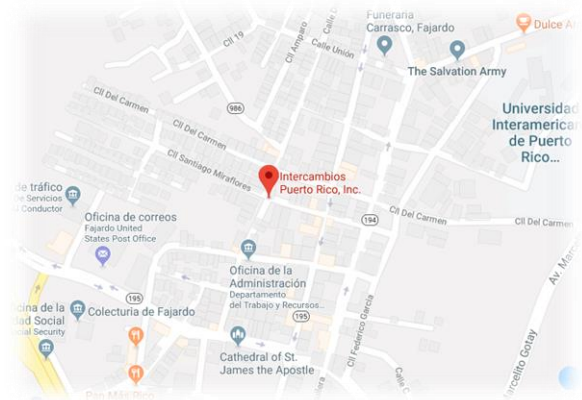 Funeraria
Carrasco, Fajardo
Dulce
Cll 19
Cll Amparo
Calle Unión
The Salvation Army
Cll Del Carmen
986
Cll Del Carmen
Universidad
Interamerican
de Puerto
Rico...
Cll Santiago Miraflores
Intercambios
Puerto Rico, Inc.
de tráfico
de Servicios
Conductor
Oficina de correos
Fajardo United
States Post Office
194
Cll Del Carmen
Cll Del Carmen
Oficina de la
Administración
Departamento
del Trabajo y Recursos...
195
Colecturia de Fajardo
195
Cll Federico García
Cathedral of St.
James the Apostle
Calle
Marcelito Gotay
Pan Más Rico